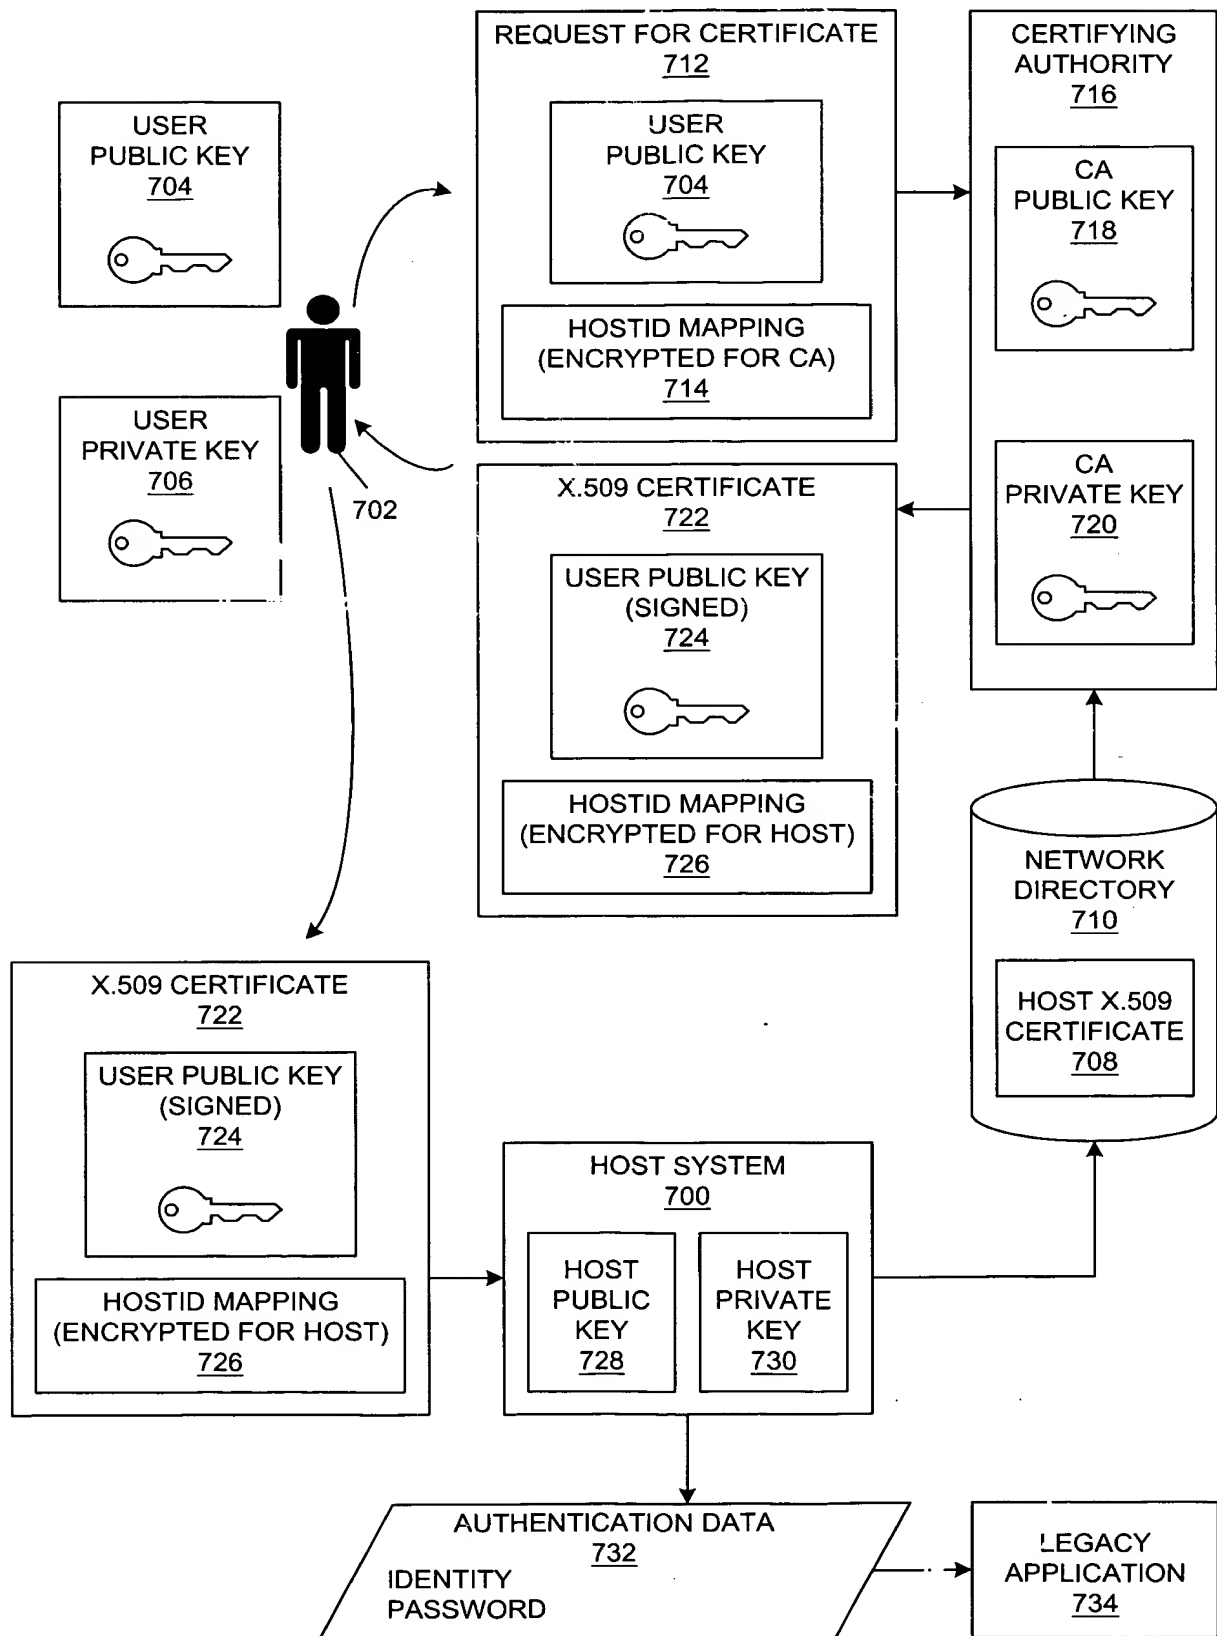 REQUEST FOR CERTIFICATE
712
USER
PUBLIC KEY
704
HOSTID MAPPING
(ENCRYPTED FOR CA)
714
CERTIFYING
AUTHORITY
716
CA
PUBLIC KEY
718
CA
PRIVATE KEY
720
USER
PUBLIC KEY
704
USER
PRIVATE KEY
706
702
X.509 CERTIFICATE
722
USER PUBLIC KEY
(SIGNED)
724
HOSTID MAPPING
(ENCRYPTED FOR HOST)
726
NETWORK
DIRECTORY
710
HOST X.509
CERTIFICATE
708
X.509 CERTIFICATE
722
USER PUBLIC KEY
(SIGNED)
724
HOSTID MAPPING
(ENCRYPTED FOR HOST)
726
HOST SYSTEM
700
HOST
PUBLIC
KEY
728
HOST
PRIVATE
KEY
730
AUTHENTICATION DATA
732
IDENTITY
PASSWORD
LEGACY
APPLICATION
734